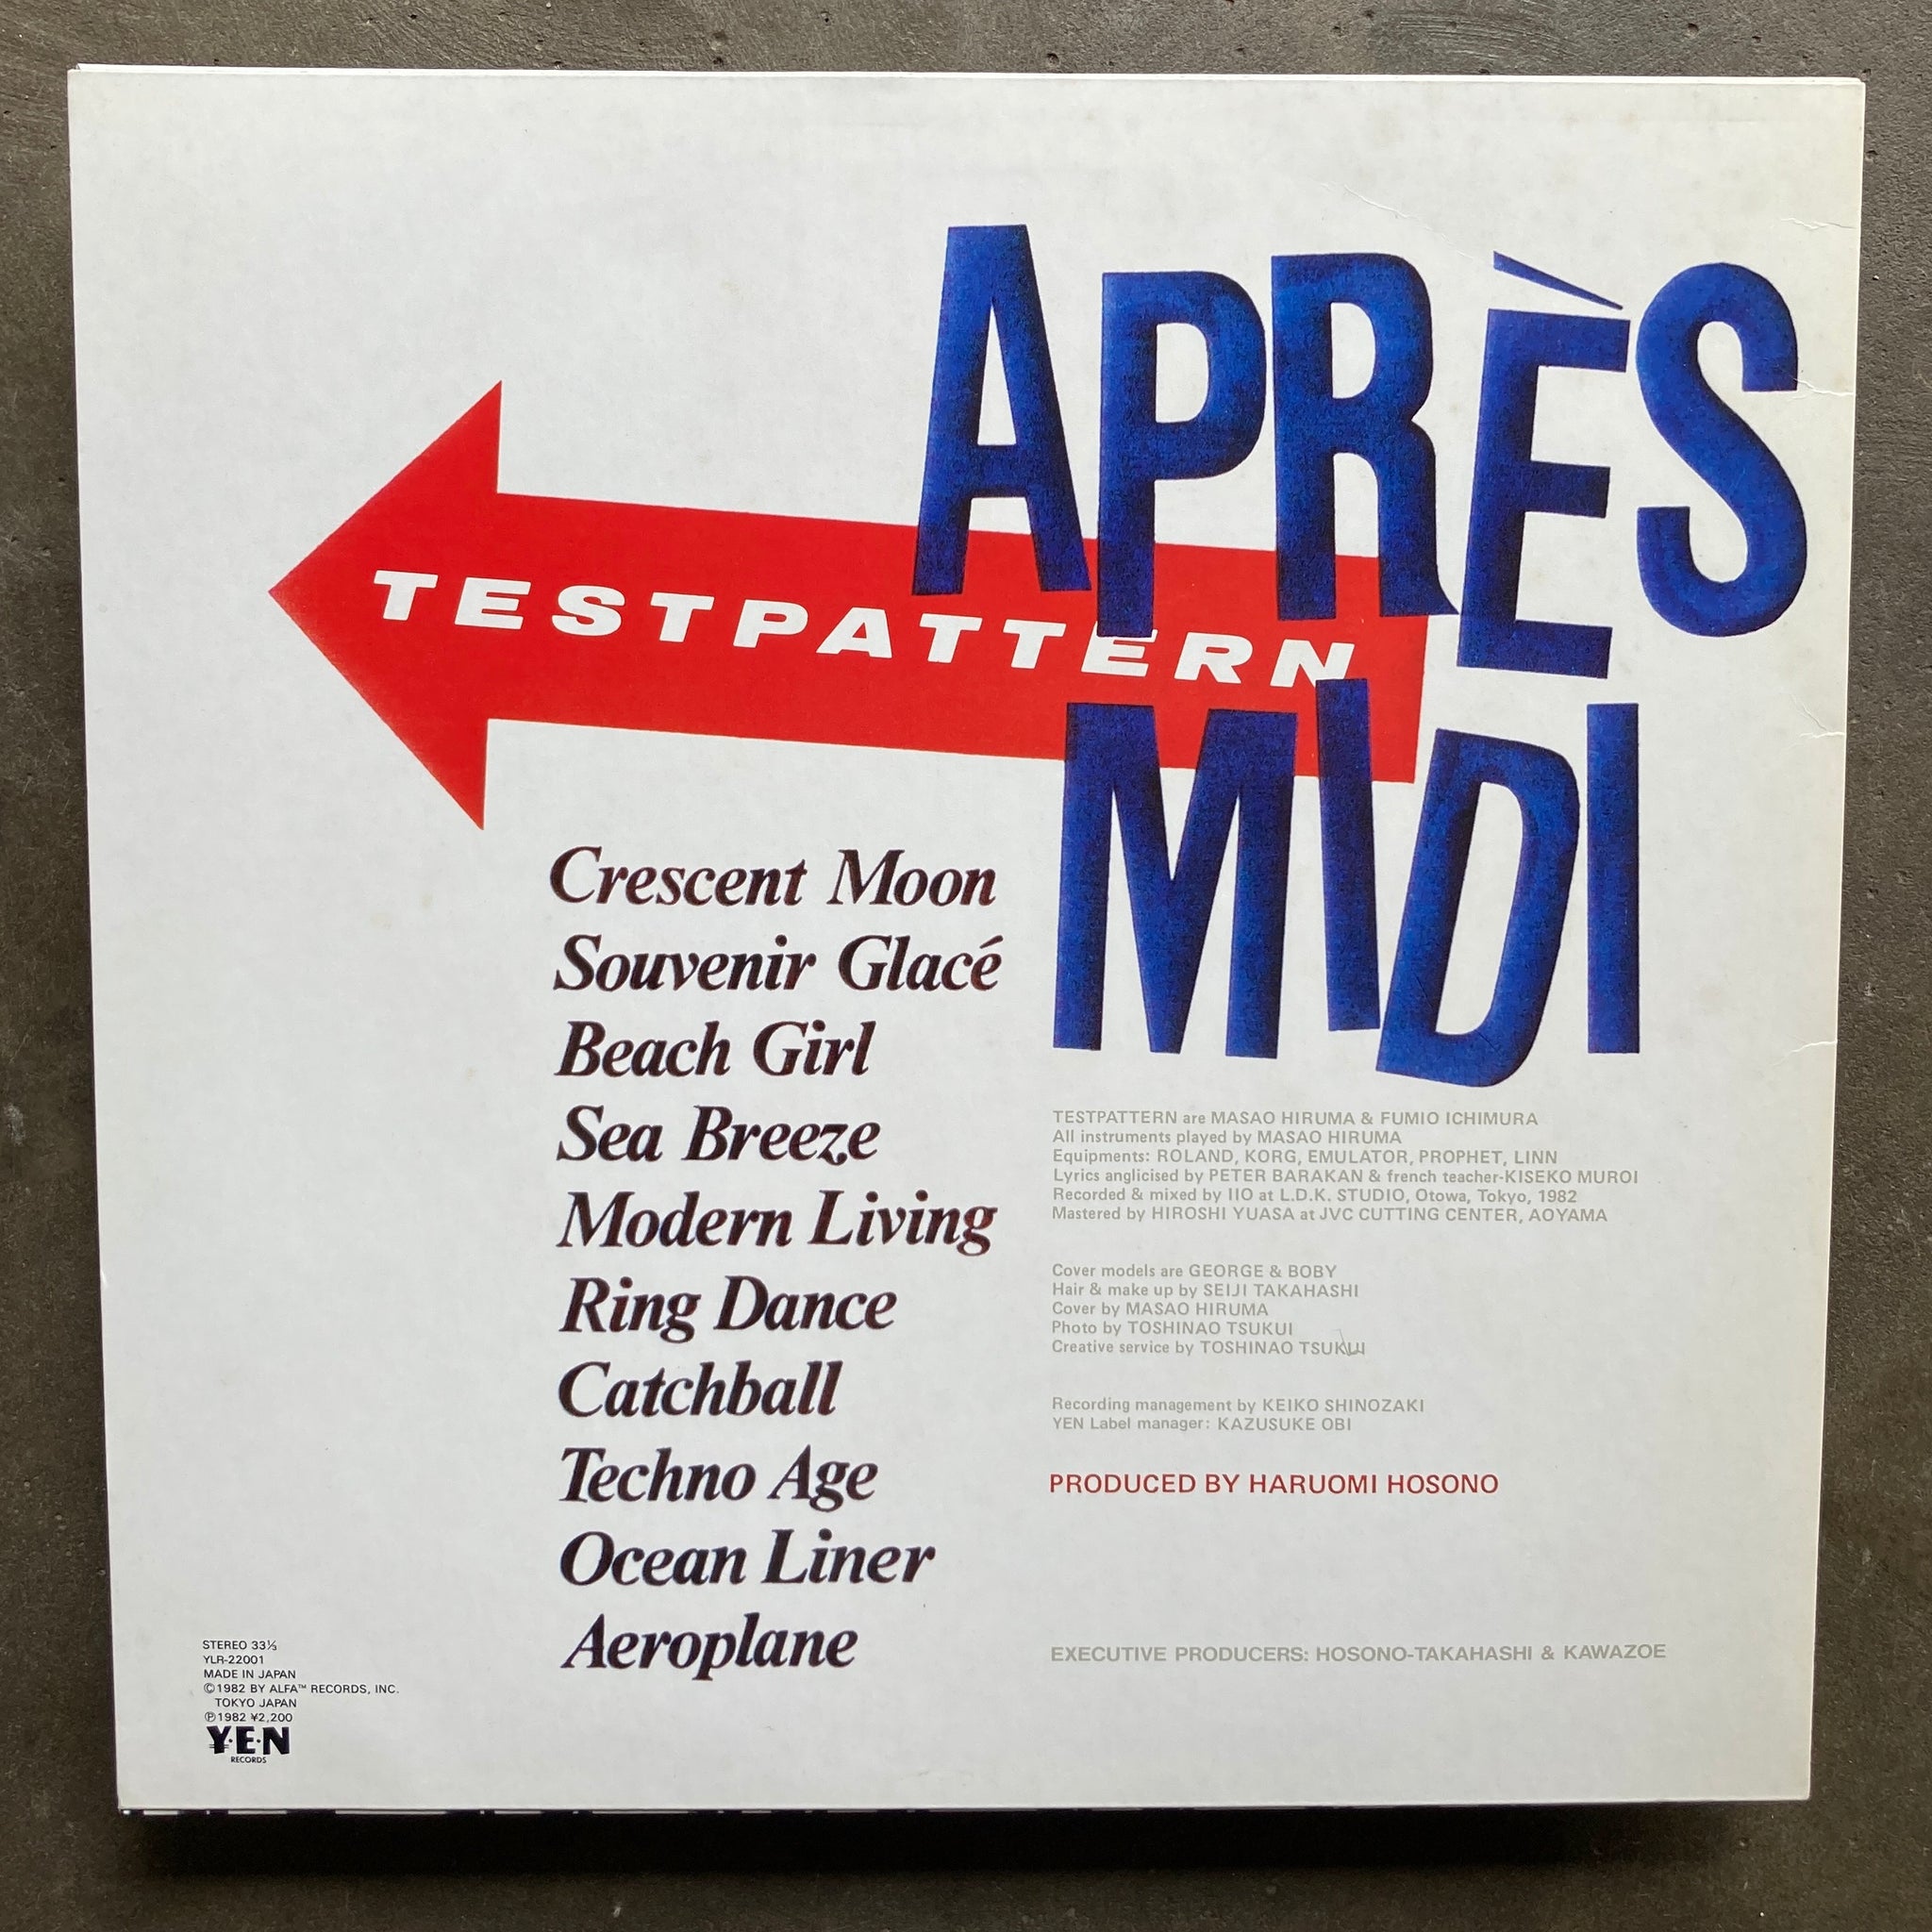 APRÈS
TESTPATTERN
MIDI
Crescent Moon
Souvenir Glacé
Beach Girl
Sea Breeze
Modern Living
Ring Dance
Catchball
Techno Age
Ocean Liner
Aeroplane
TESTPATTERN are MASAO HIRUMA & FUMIO ICHIMURA
All instruments played by MASAO HIRUMA
Equipments: ROLAND, KORG, EMULATOR, PROPHET, LINN
Lyrics anglicised by PETER BARAKAN & french teacher-KISEKO MUROI
Recorded & mixed by IIO at L.D.K. STUDIO, Otowa, Tokyo, 1982
Mastered by HIROSHI YUASA at JVC CUTTING CENTER, AOYAMA
Cover models are GEORGE & BOBY
Hair & make up by SEIJI TAKAHASHI
Cover by MASAO HIRUMA
Photo by TOSHINAO TSUKUI
Creative service by TOSHINAO TSUKUI
Recording management by KEIKO SHINOZAKI
YEN Label manager: KAZUSUKE OBI
PRODUCED BY HARUOMI HOSONO
EXECUTIVE PRODUCERS: HOSONO-TAKAHASHI & KAWAZOE
STEREO 33⅓
YLR-22001
MADE IN JAPAN
©1982 BY ALFA™ RECORDS, INC.
TOKYO JAPAN
℗1982 ¥2,200
Y·E·N
RECORDS